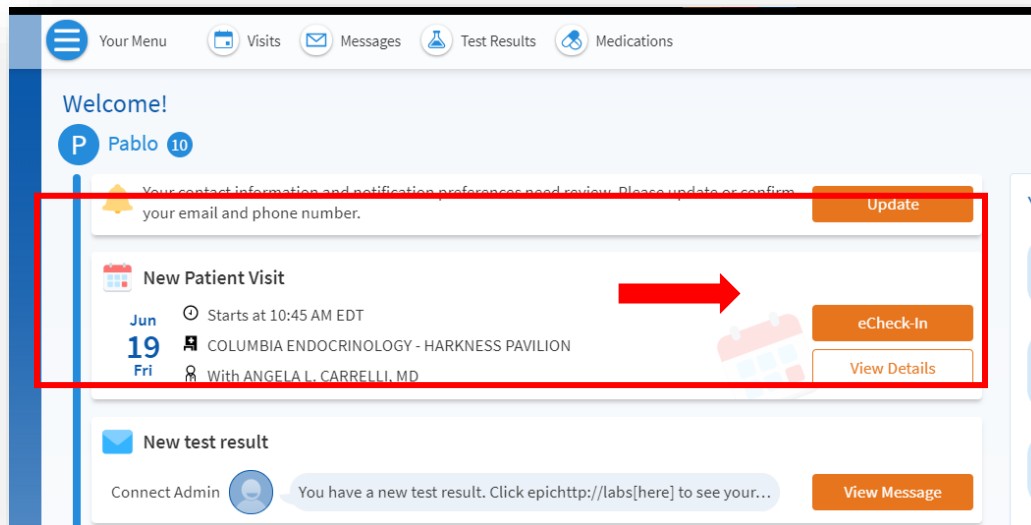 Your Menu Visits Messages Test Results Medications
Welcome!
P Pablo 10
Your contact information and notification preferences need review. Please update or confirm
your email and phone number.
Update
New Patient Visit
Jun
19
Fri
Starts at 10:45 AM EDT
COLUMBIA ENDOCRINOLOGY - HARKNESS PAVILION
With ANGELA L. CARRELLI, MD
eCheck-In
View Details
New test result
Connect Admin
You have a new test result. Click epichttp://labs[here] to see your...
View Message